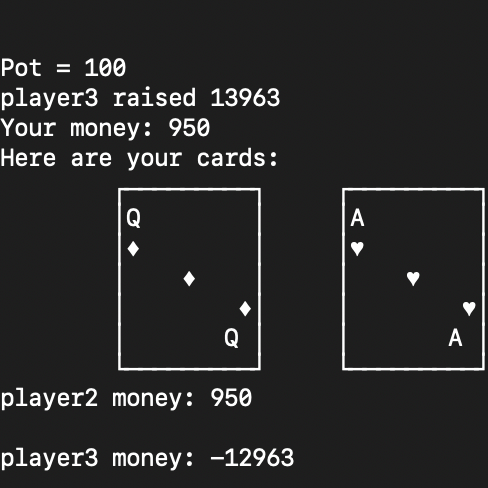 Pot = 100
player3 raised 13963
Your money: 950
Here are your cards:
Q A
♦ ♥
♦ ♥
♦ ♥
Q A
player2 money: 950
player3 money: -12963